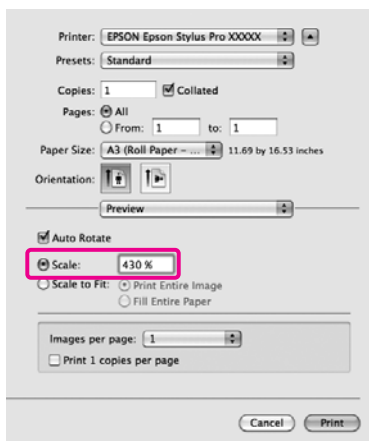 Printer: EPSON Epson Stylus Pro XXXXX
Presets: Standard
Copies: 1 Collated
Pages: All
From: 1 to: 1
Paper Size: A3 (Roll Paper – ... 11.69 by 16.53 inches
Orientation:
Preview
Auto Rotate
Scale: 430 %
Scale to Fit: Print Entire Image
Fill Entire Paper
Images per page: 1
Print 1 copies per page
Cancel Print